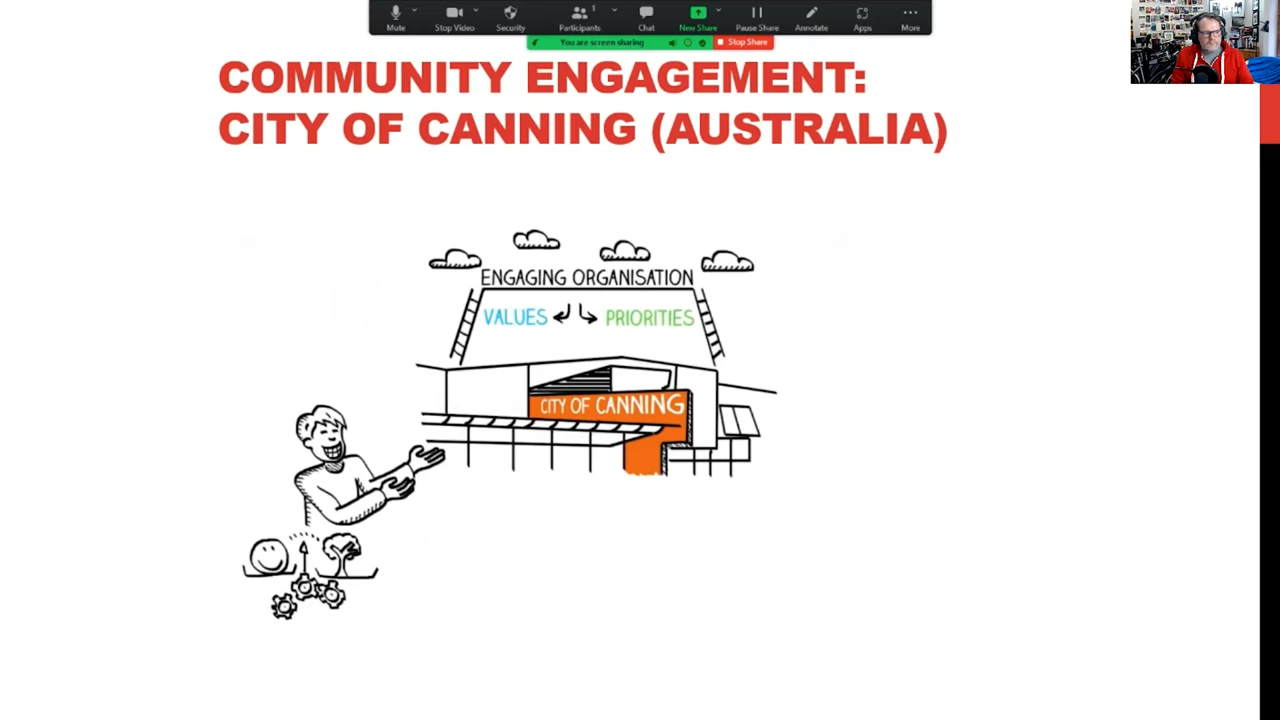 Mute
Stop Video
Security
Participants
1
Chat
New Share
Pause Share
Annotate
Apps
More
You are screen sharing
Stop Share
COMMUNITY ENGAGEMENT:
CITY OF CANNING (AUSTRALIA)
ENGAGING ORGANISATION
VALUES
PRIORITIES
CITY OF CANNING